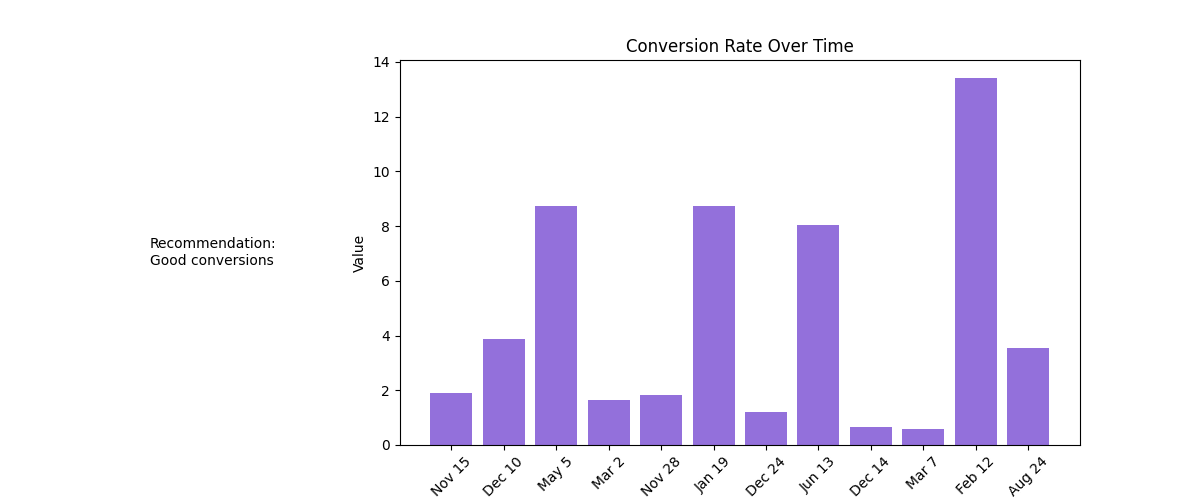 Conversion Rate Over Time
Recommendation:
Good conversions
Value
14
12
10
8
6
4
2
0
Nov 15
Dec 10
May 5
Mar 2
Nov 28
Jan 19
Dec 24
Jun 13
Dec 14
Mar 7
Feb 12
Aug 24